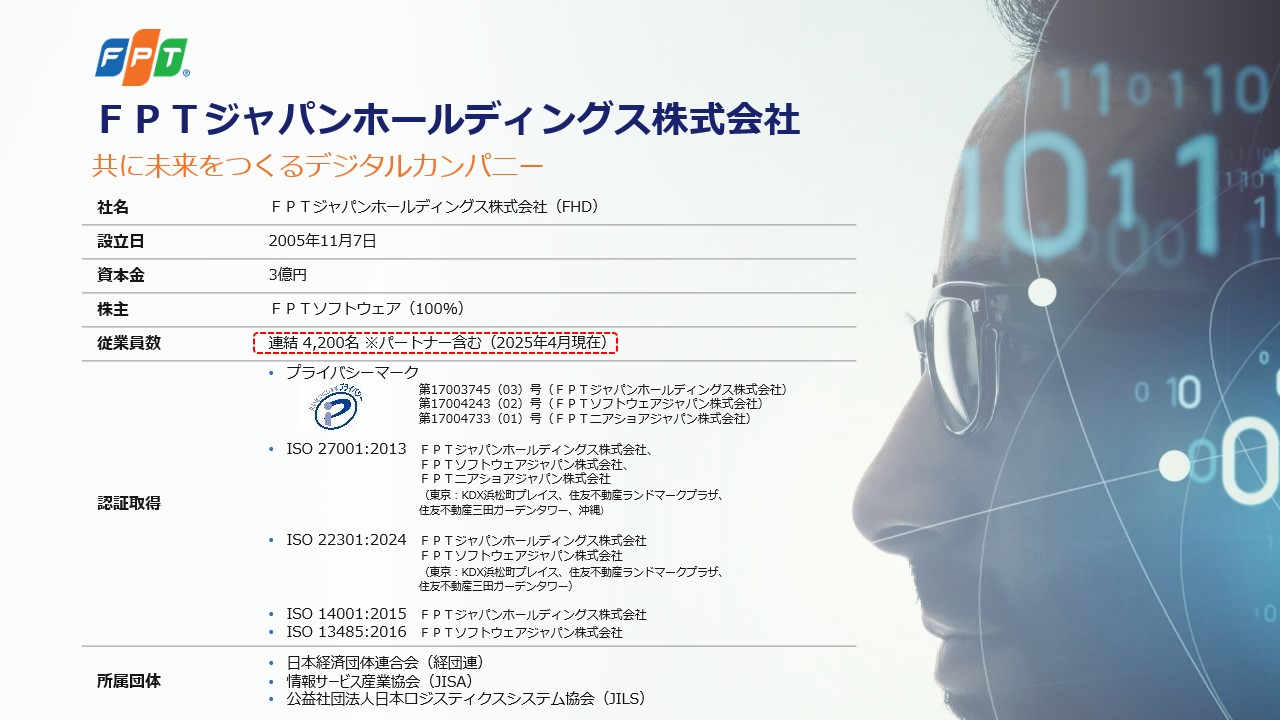 FPT®
ＦＰＴジャパンホールディングス株式会社
共に未来をつくるデジタルカンパニー
社名 ＦＰＴジャパンホールディングス株式会社（FHD）
設立日 2005年11月7日
資本金 3億円
株主 ＦＰＴソフトウェア（100%）
従業員数 連結 4,200名 ※パートナー含む（2025年4月現在）
認証取得
• プライバシーマーク
第17003745（03）号（ＦＰＴジャパンホールディングス株式会社）
第17004243（02）号（ＦＰＴソフトウェアジャパン株式会社）
第17004733（01）号（ＦＰＴニアショアジャパン株式会社）
• ISO 27001:2013 ＦＰＴジャパンホールディングス株式会社、
ＦＰＴソフトウェアジャパン株式会社、
ＦＰＴニアショアジャパン株式会社
（東京：KDX浜松町プレイス、住友不動産ランドマークプラザ、
住友不動産三田ガーデンタワー、沖縄）
• ISO 22301:2024 ＦＰＴジャパンホールディングス株式会社
ＦＰＴソフトウェアジャパン株式会社
（東京：KDX浜松町プレイス、住友不動産ランドマークプラザ、
住友不動産三田ガーデンタワー）
• ISO 14001:2015 ＦＰＴジャパンホールディングス株式会社
• ISO 13485:2016 ＦＰＴソフトウェアジャパン株式会社
所属団体
• 日本経済団体連合会（経団連）
• 情報サービス産業協会（JISA）
• 公益社団法人日本ロジスティクスシステム協会（JILS）